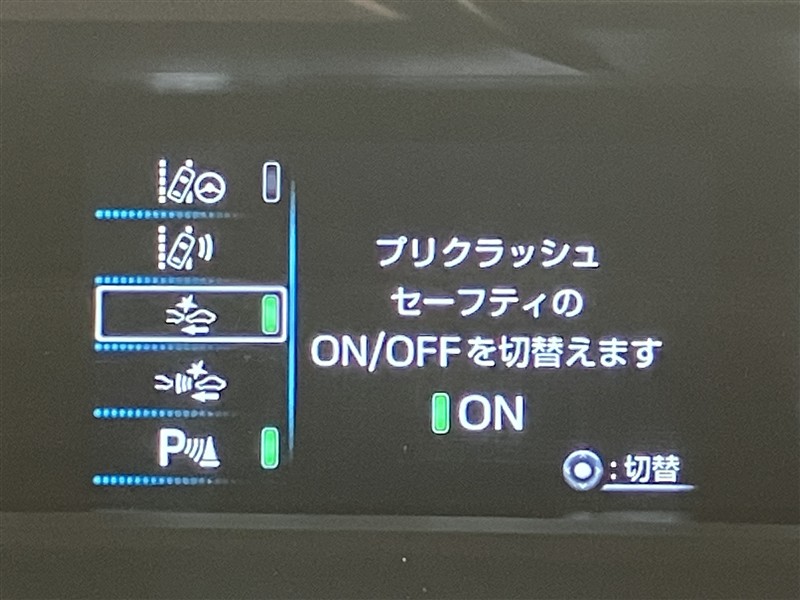 プリクラッシュ
セーフティの
ON/OFFを切替えます
ON
P
:切替